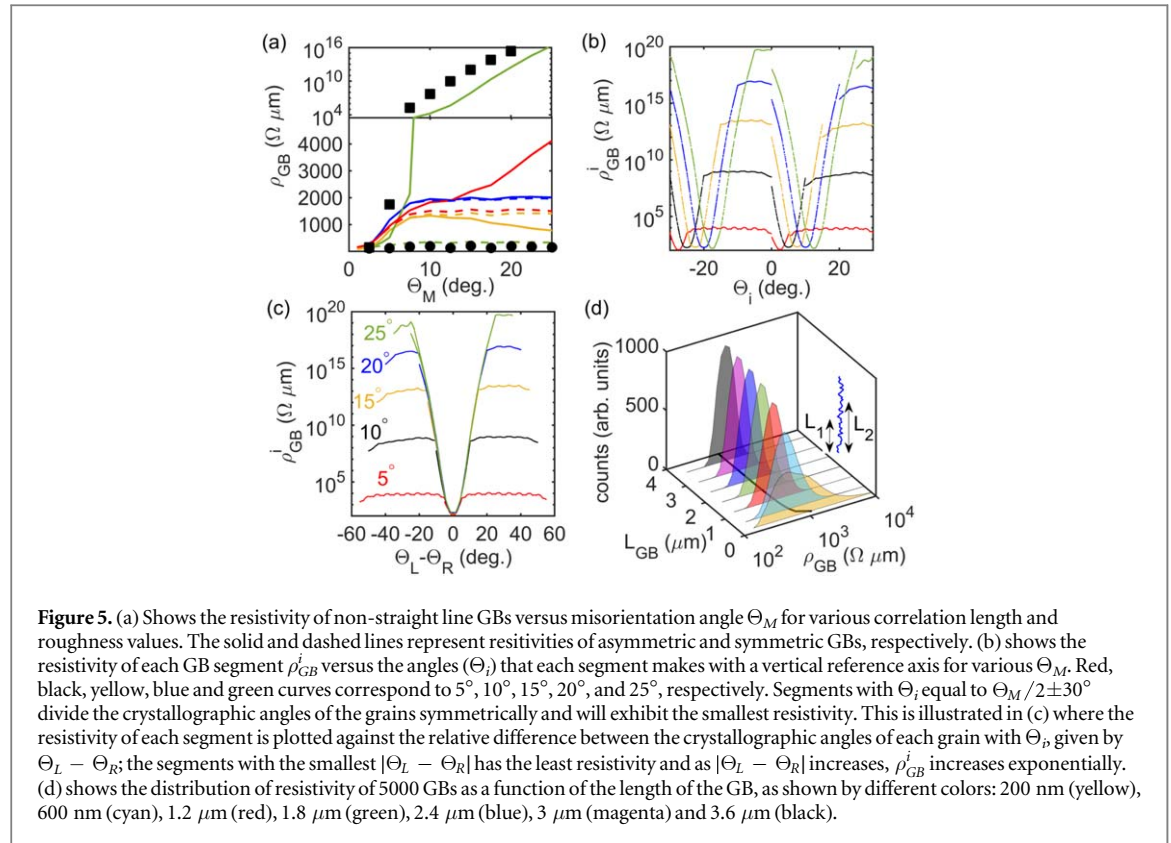 (a)
10^16
10^10
10^4
4000
3000
2000
1000
ρ_GB (Ω μm)
0 10 20
Θ_M (deg.)
(b)
10^20
10^15
10^10
10^5
ρ^i_GB (Ω μm)
-20 0 20
Θ_i (deg.)
(c)
10^20
10^15
10^10
10^5
ρ^i_GB (Ω μm)
25°
20°
15°
10°
5°
-60 -40 -20 0 20 40 60
Θ_L-Θ_R (deg.)
(d)
1000
500
0
counts (arb. units)
4 3 2 1 0
L_GB (μm)
10^2 10^3 10^4
ρ_GB (Ω μm)
L_1 L_2
Figure 5. (a) Shows the resistivity of non-straight line GBs versus misorientation angle Θ_M for various correlation length and
roughness values. The solid and dashed lines represent resitivities of asymmetric and symmetric GBs, respectively. (b) shows the
resistivity of each GB segment ρ^i_GB versus the angles (Θ_i) that each segment makes with a vertical reference axis for various Θ_M. Red,
black, yellow, blue and green curves correspond to 5°, 10°, 15°, 20°, and 25°, respectively. Segments with Θ_i equal to Θ_M/2±30°
divide the crystallographic angles of the grains symmetrically and will exhibit the smallest resistivity. This is illustrated in (c) where the
resistivity of each segment is plotted against the relative difference between the crystallographic angles of each grain with Θ_i, given by
Θ_L − Θ_R; the segments with the smallest |Θ_L − Θ_R| has the least resistivity and as |Θ_L − Θ_R| increases, ρ^i_GB increases exponentially.
(d) shows the distribution of resistivity of 5000 GBs as a function of the length of the GB, as shown by different colors: 200 nm (yellow),
600 nm (cyan), 1.2 μm (red), 1.8 μm (green), 2.4 μm (blue), 3 μm (magenta) and 3.6 μm (black).